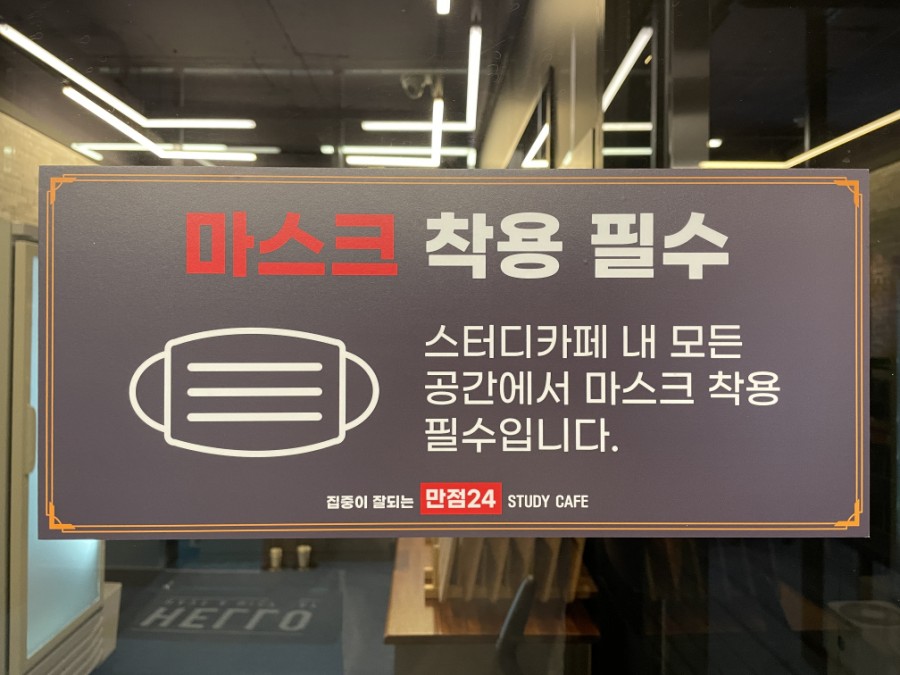 마스크 착용 필수
스터디카페 내 모든
공간에서 마스크 착용
필수입니다.
집중이 잘되는 만점24 STUDY CAFE
HELLO